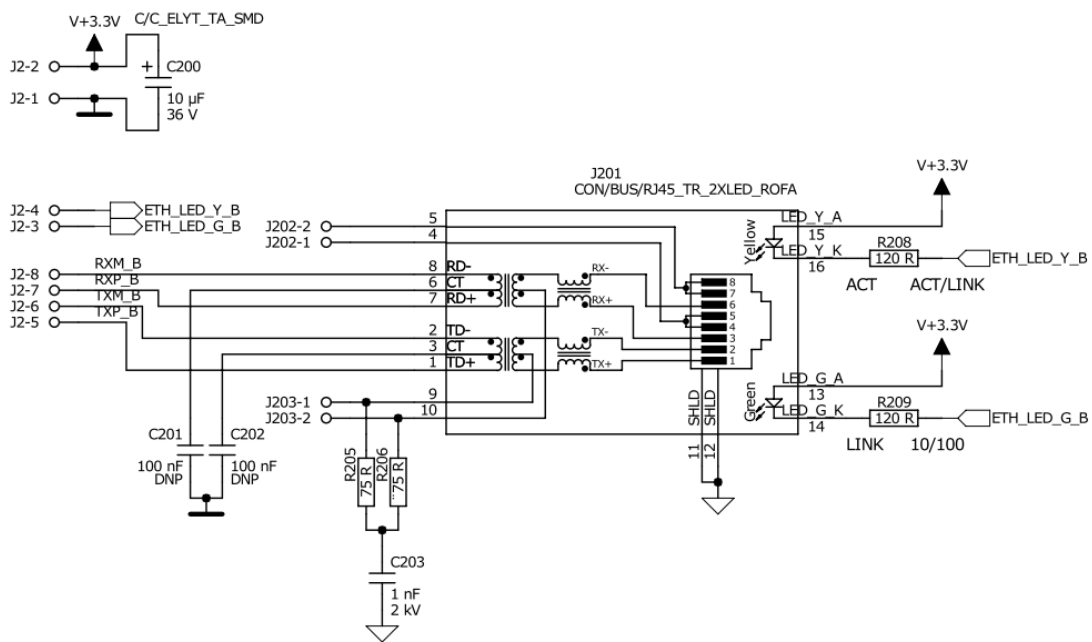 C/C_ELYT_TA_SMD
V+3.3V
J2-2
+
C200
J2-1
10 µF
36 V
J201
CON/BUS/RJ45_TR_2XLED_ROFA
V+3.3V
J2-4
ETH_LED_Y_B
J2-3
ETH_LED_G_B
J202-2
5
J202-1
4
LED_Y_A
15
Yellow
LED_Y_K
16
R208
120 R
ETH_LED_Y_B
ACT
ACT/LINK
J2-8
RXM_B
8
RD-
RX-
J2-7
RXP_B
6
CT
J2-6
TXM_B
7
RD+
RX+
J2-5
TXP_B
2
TD-
TX-
3
CT
1
TD+
TX+
8
7
6
5
4
3
2
1
V+3.3V
J203-1
9
J203-2
10
LED_G_A
13
Green
LED_G_K
14
R209
120 R
ETH_LED_G_B
LINK
10/100
SHLD
SHLD
11
12
C201
100 nF
DNP
C202
100 nF
DNP
R205
75 R
R206
75 R
C203
1 nF
2 kV